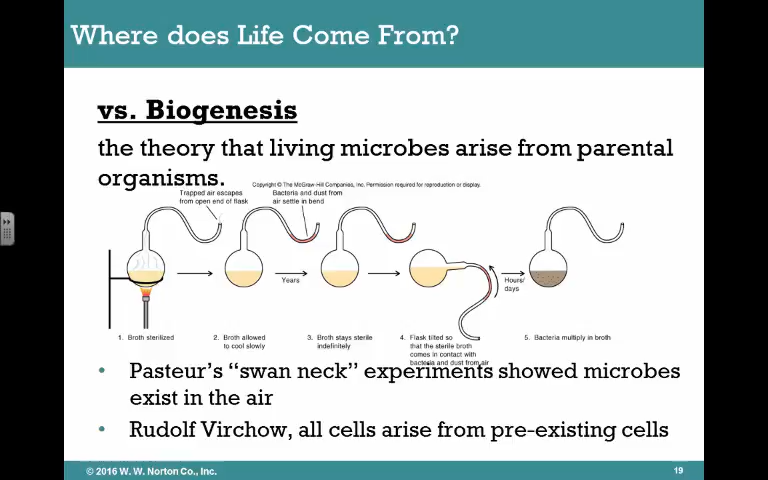 Where does Life Come From?
vs. Biogenesis
the theory that living microbes arise from parental
organisms.
Copyright © The McGraw-Hill Companies, Inc. Permission required for reproduction or display.
Trapped air escapes
from open end of flask
Bacteria and dust from
air settle in bend
Years
Hours/
days
1. Broth sterilized
2. Broth allowed
to cool slowly
3. Broth stays sterile
indefinitely
4. Flask tilted so
that the sterile broth
comes in contact with
bacteria and dust from air
5. Bacteria multiply in broth
• Pasteur's “swan neck” experiments showed microbes
exist in the air
• Rudolf Virchow, all cells arise from pre-existing cells
© 2016 W. W. Norton Co., Inc.
19